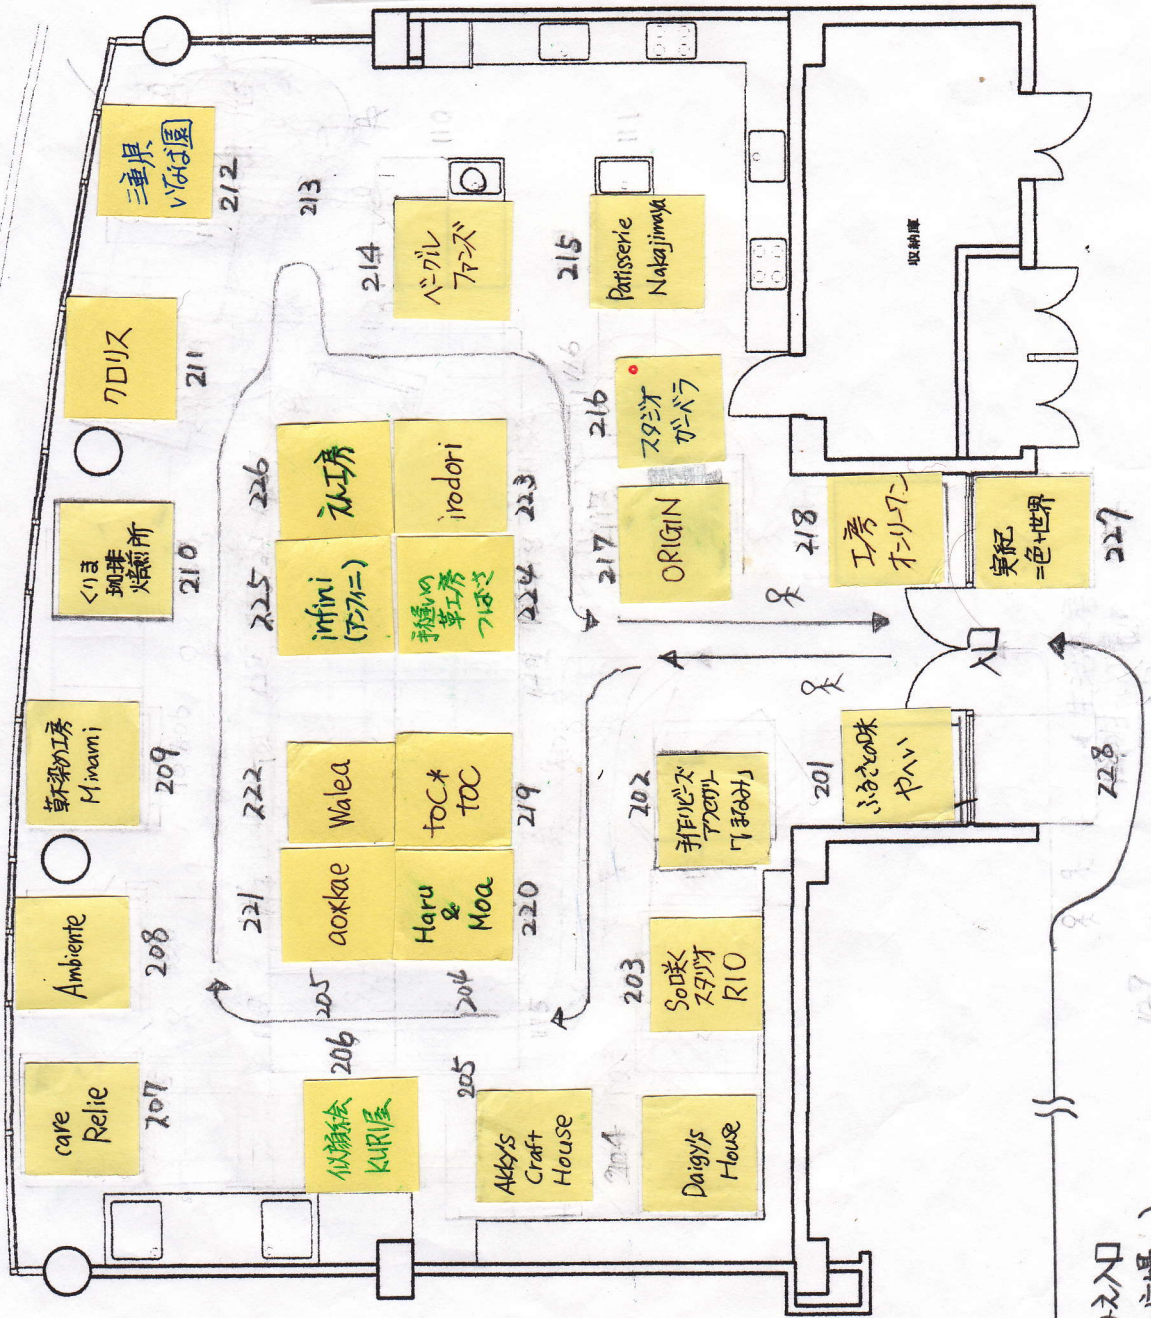 三重県
いなば園
212
213
クロリス
211
くりま
珈琲
焙煎所
210
草木染め工房
Minami
209
Ambiente
208
care
Relie
207
214
ベーグル
ファンズ
215
Patisserie
Nakajimaya
216
スタジオ
ガーベラ
217
ORIGIN
218
工房
オンリーワン
実紀
=色+世界
227
収納庫
226
えん工房
irodori
223
225
infini
(アンフィニ)
手縫いの
革工房
つばさ
224
222
Walea
toc*
toc
219
221
aoxkae
Haru
&
Moa
220
205
204
206
似顔絵
KURI屋
205
Akky's
Craft
House
204
Daigy's
House
203
So咲く
スタジオ
RIO
202
手作りビーズ
アクセサリー
201
ふるさとの味
やへい
入口
228
110
111